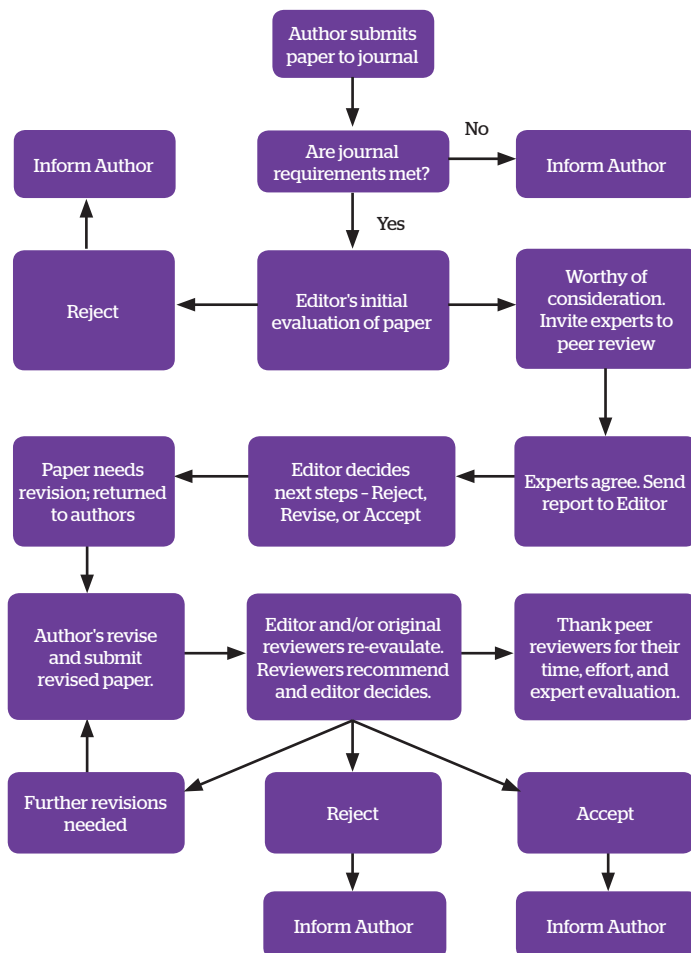 Author submits
paper to journal
No
Inform Author
Are journal
requirements met?
Inform Author
Yes
Reject
Editor's initial
evaluation of paper
Worthy of
consideration.
Invite experts to
peer review
Paper needs
revision; returned
to authors
Editor decides
next steps – Reject,
Revise, or Accept
Experts agree. Send
report to Editor
Author's revise
and submit
revised paper.
Editor and/or original
reviewers re-evaulate.
Reviewers recommend
and editor decides.
Thank peer
reviewers for their
time, effort, and
expert evaluation.
Further revisions
needed
Reject
Accept
Inform Author
Inform Author